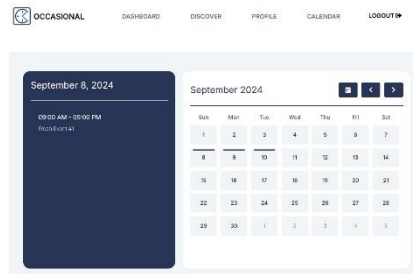 OCCASIONAL
DASHBOARD DISCOVER PROFILE CALENDAR LOGOUT
September 8, 2024
09:00 AM - 05:00 PM
Fresh Event 41
September 2024
Sun Mon Tue Wed Thu Fri Sat
1 2 3 4 5 6 7
8 9 10 11 12 13 14
15 16 17 18 19 20 21
22 23 24 25 26 27 28
29 30 1 2 3 4 5